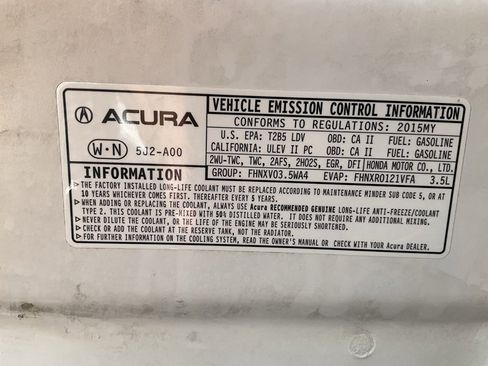 ACURA
W·N 5J2-A00
VEHICLE EMISSION CONTROL INFORMATION
CONFORMS TO REGULATIONS: 2015MY
U.S. EPA: T2B5 LDV OBD: CA II FUEL: GASOLINE
CALIFORNIA: ULEV II PC OBD: CA II FUEL: GASOLINE
2WU-TWC, TWC, 2AFS, 2HO2S, EGR, DFI HONDA MOTOR CO., LTD.
GROUP: FHNXV03.5WA4 EVAP: FHNXR0121VFA 3.5L
INFORMATION
▶ THE FACTORY INSTALLED LONG-LIFE COOLANT MUST BE REPLACED ACCORDING TO MAINTENANCE MINDER SUB CODE 5, OR AT
10 YEARS WHICHEVER COMES FIRST. THEREAFTER EVERY 5 YEARS.
▶ WHEN ADDING OR REPLACING THE COOLANT, ALWAYS USE Acura RECOMMENDED GENUINE LONG-LIFE ANTI-FREEZE/COOLANT
TYPE 2. THIS COOLANT IS PRE-MIXED WITH 50% DISTILLED WATER. IT DOES NOT REQUIRE ANY ADDITIONAL MIXING.
▶ DO NOT DILUTE THE COOLANT, OR THE LIFE OF THE ENGINE MAY BE SERIOUSLY SHORTENED.
▶ CHECK OR ADD THE COOLANT AT THE RESERVE TANK, NOT THE RADIATOR.
▶ FOR INFORMATION ON THE COOLING SYSTEM, READ THE OWNER'S MANUAL OR CHECK WITH YOUR Acura DEALER.